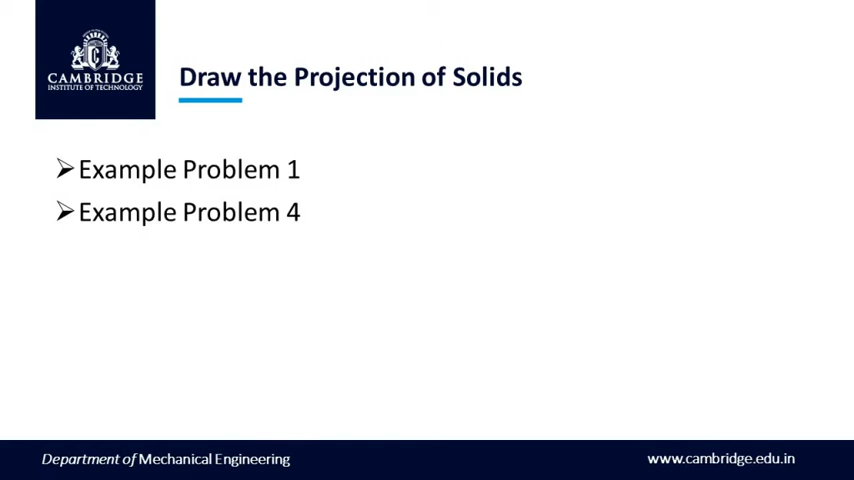 CAMBRIDGE
INSTITUTE OF TECHNOLOGY
Draw the Projection of Solids
Example Problem 1
Example Problem 4
Department of Mechanical Engineering
www.cambridge.edu.in